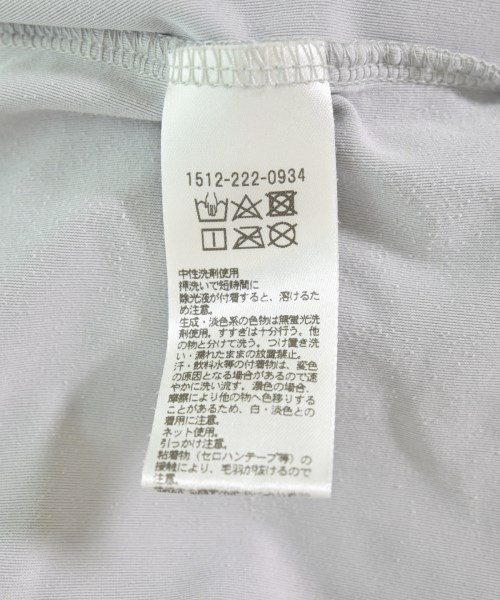 1512-222-0934
中性洗剤使用
押洗いで短時間に
除光液が付着すると、溶けるた
め注意。
生成・淡色系の色物は無蛍光洗
剤使用。すすぎは十分行う。他
の物と分けて洗う。つけ置き洗
い・濡れたままの放置禁止。
汗・飲料水等の付着物は、変色
の原因となる場合があるので速
やかに洗い流す。濃色の場合、
摩擦により他の物へ色移りする
ことがあるため、白・淡色との
着用に注意。
ネット使用。
引っかけ注意。
粘着物（セロハンテープ等）の
接触により、毛羽が抜けるので
注意。